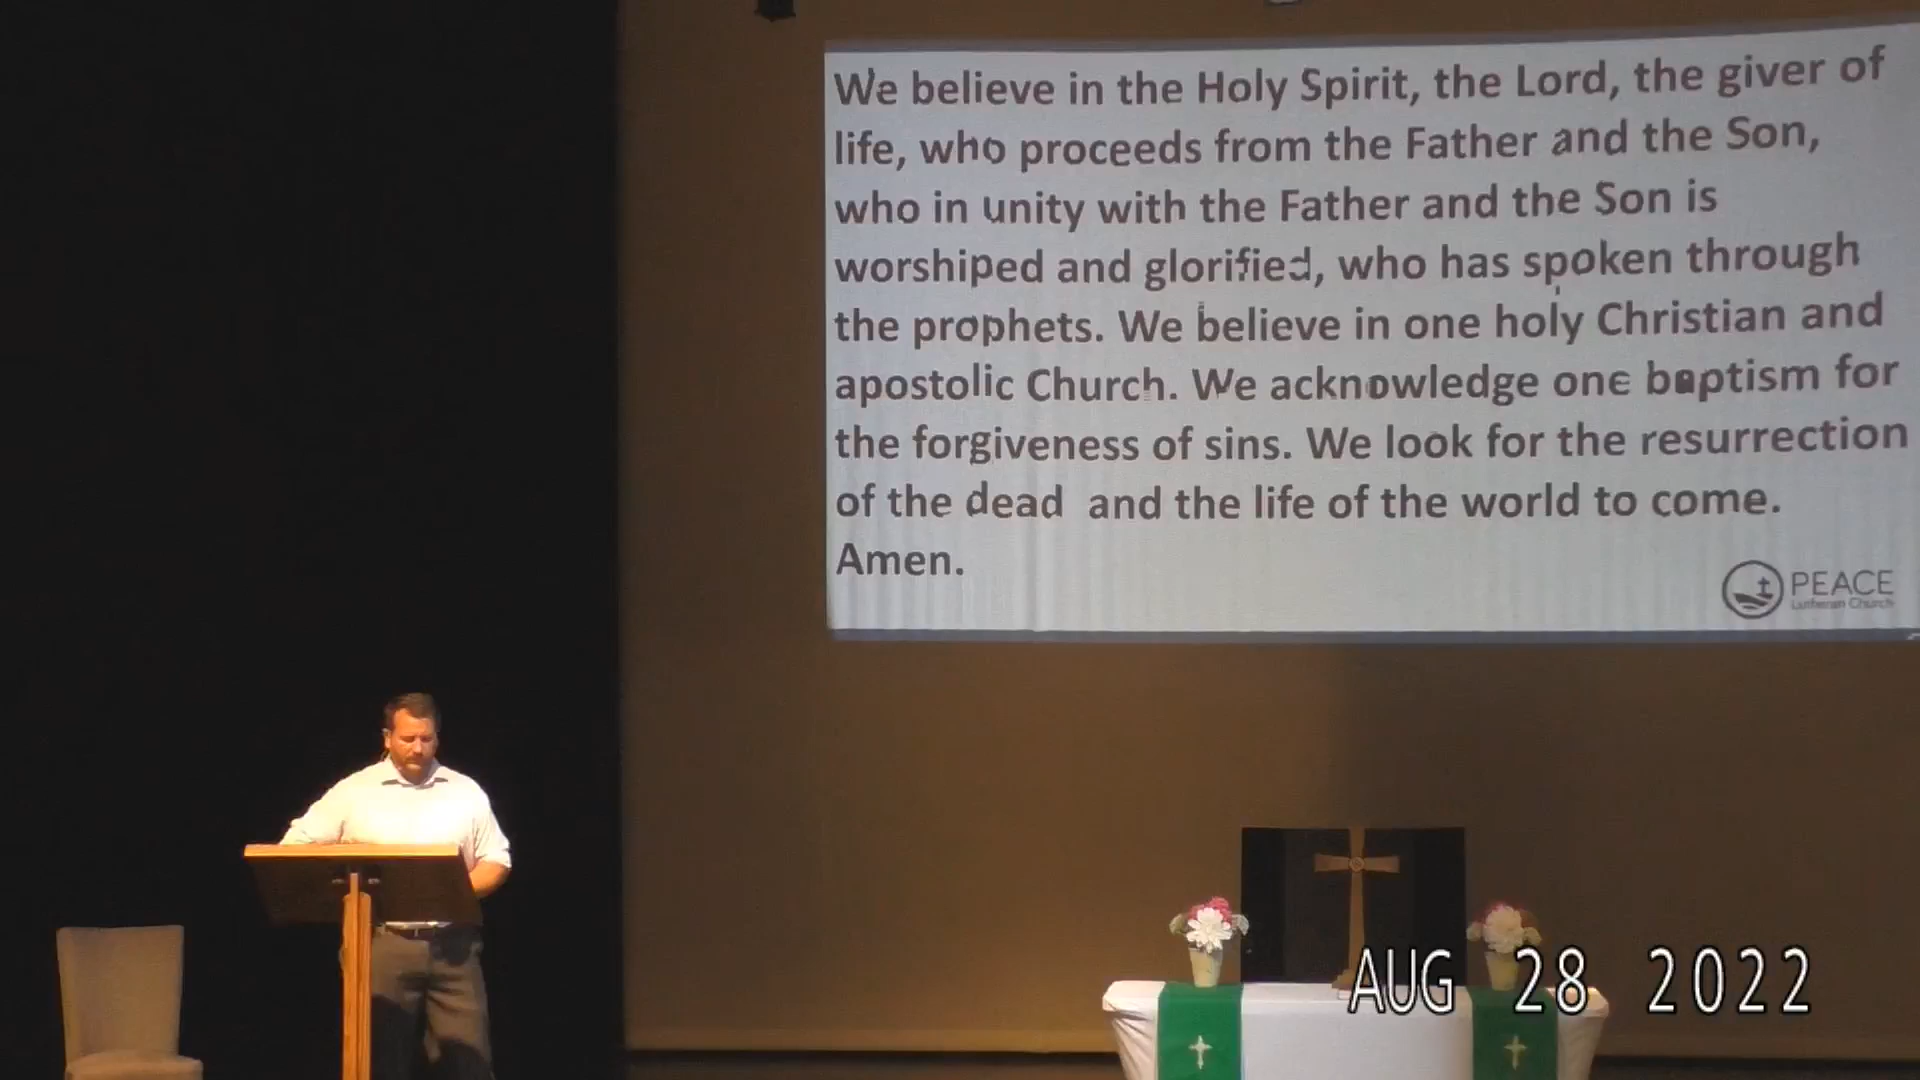 We believe in the Holy Spirit, the Lord, the giver of
life, who proceeds from the Father and the Son,
who in unity with the Father and the Son is
worshiped and glorified, who has spoken through
the prophets. We believe in one holy Christian and
apostolic Church. We acknowledge one baptism for
the forgiveness of sins. We look for the resurrection
of the dead and the life of the world to come.
Amen.
PEACE
Lutheran Church
AUG 28 2022